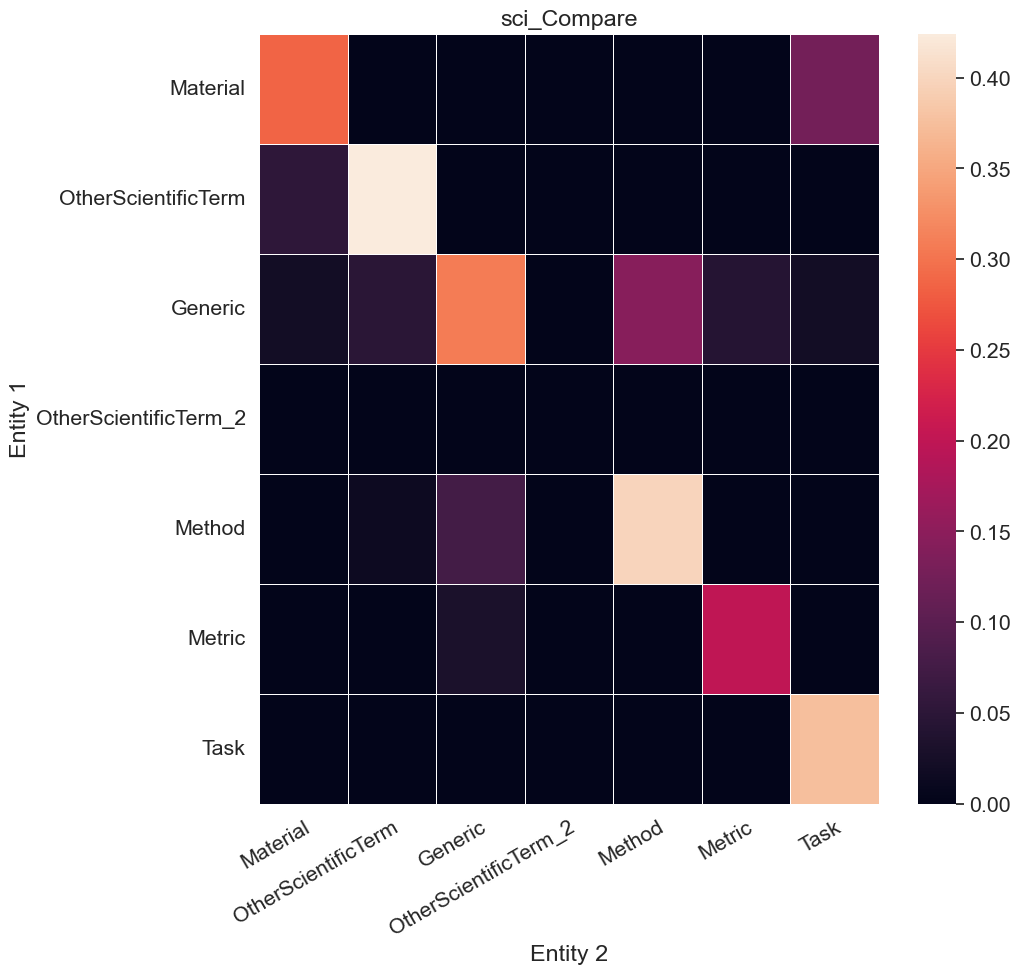 sci_Compare
Material
OtherScientificTerm
Generic
OtherScientificTerm_2
Method
Metric
Task
Entity 1
Material
OtherScientificTerm
Generic
OtherScientificTerm_2
Method
Metric
Task
Entity 2
0.40
0.35
0.30
0.25
0.20
0.15
0.10
0.05
0.00